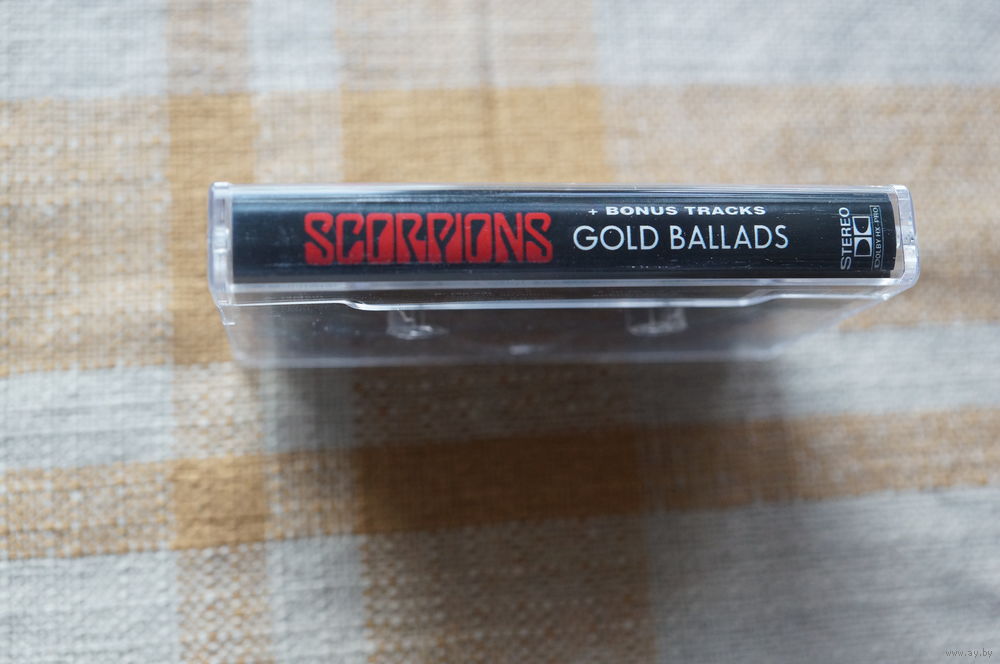 SCORPIONS
+ BONUS TRACKS
GOLD BALLADS
STEREO
DOLBY HX-PRO
www.ay.by